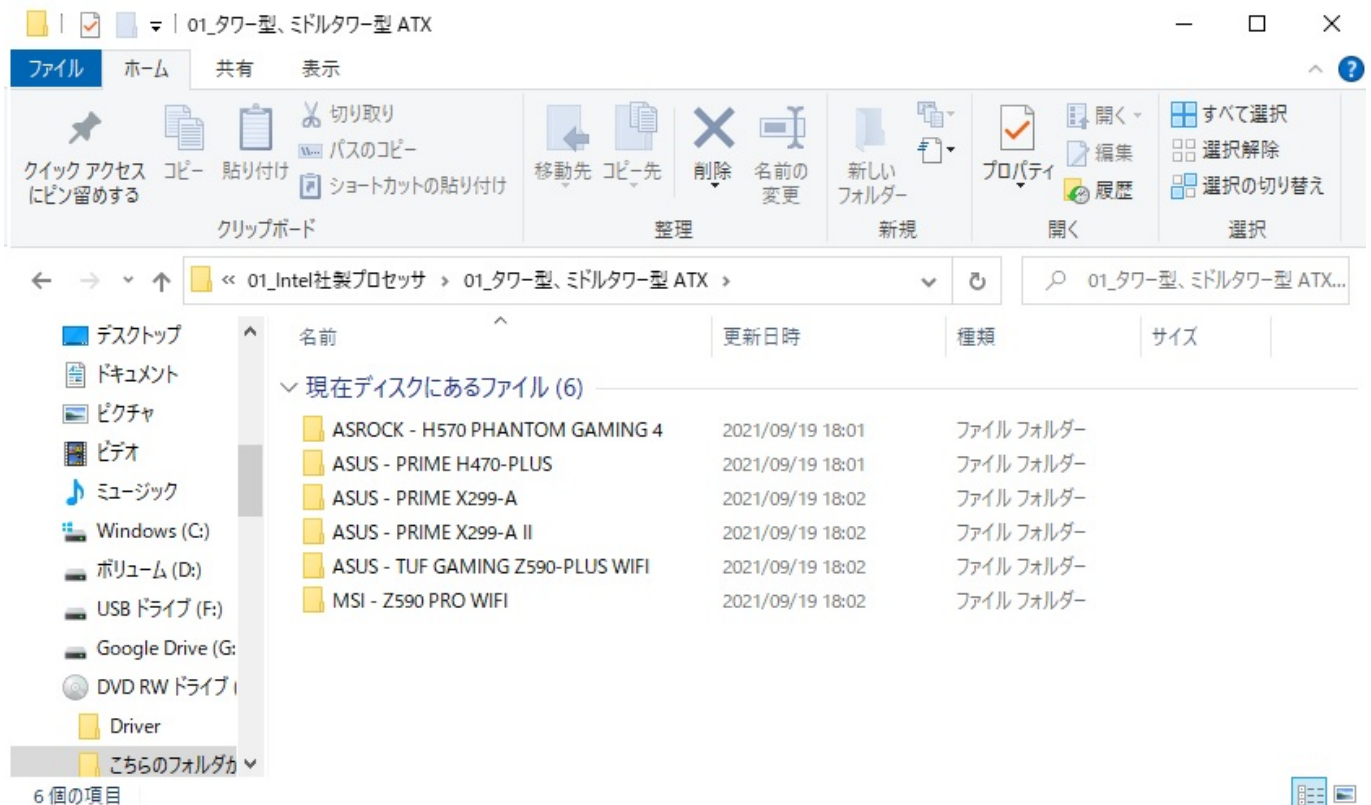 01_タワー型、ミドルタワー型 ATX
ファイル ホーム 共有 表示
クイック アクセス
にピン留めする
コピー
貼り付け
切り取り
パスのコピー
ショートカットの貼り付け
クリップボード
移動先
コピー先
削除
名前の
変更
整理
新しい
フォルダー
新規
プロパティ
開く
編集
履歴
開く
すべて選択
選択解除
選択の切り替え
選択
« 01_Intel社製プロセッサ › 01_タワー型、ミドルタワー型 ATX ›
01_タワー型、ミドルタワー型 ATX...
デスクトップ
ドキュメント
ピクチャ
ビデオ
ミュージック
Windows (C:)
ボリューム (D:)
USB ドライブ (F:)
Google Drive (G:
DVD RW ドライブ (
Driver
こちらのフォルダか
名前 更新日時 種類 サイズ
現在ディスクにあるファイル (6)
ASROCK - H570 PHANTOM GAMING 4 2021/09/19 18:01 ファイル フォルダー
ASUS - PRIME H470-PLUS 2021/09/19 18:01 ファイル フォルダー
ASUS - PRIME X299-A 2021/09/19 18:02 ファイル フォルダー
ASUS - PRIME X299-A II 2021/09/19 18:02 ファイル フォルダー
ASUS - TUF GAMING Z590-PLUS WIFI 2021/09/19 18:02 ファイル フォルダー
MSI - Z590 PRO WIFI 2021/09/19 18:02 ファイル フォルダー
6 個の項目